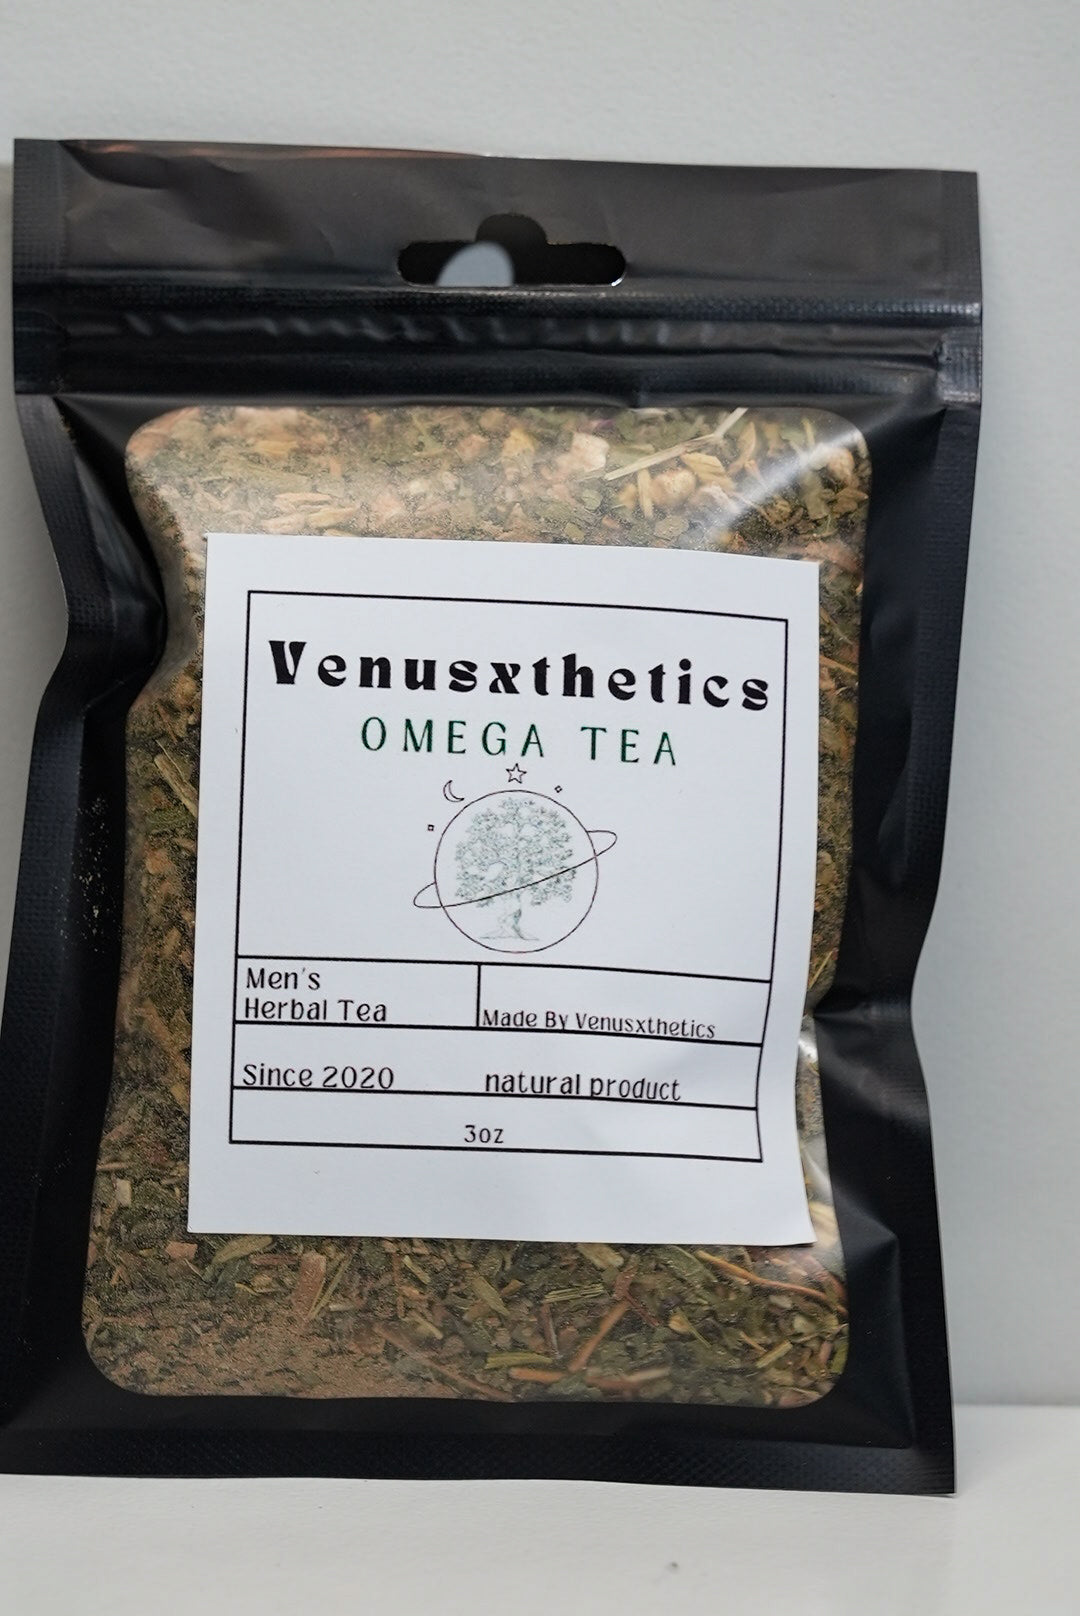 Venusxthetics
OMEGA TEA
Men's
Herbal Tea
Made By Venusxthetics
Since 2020
natural product
3oz